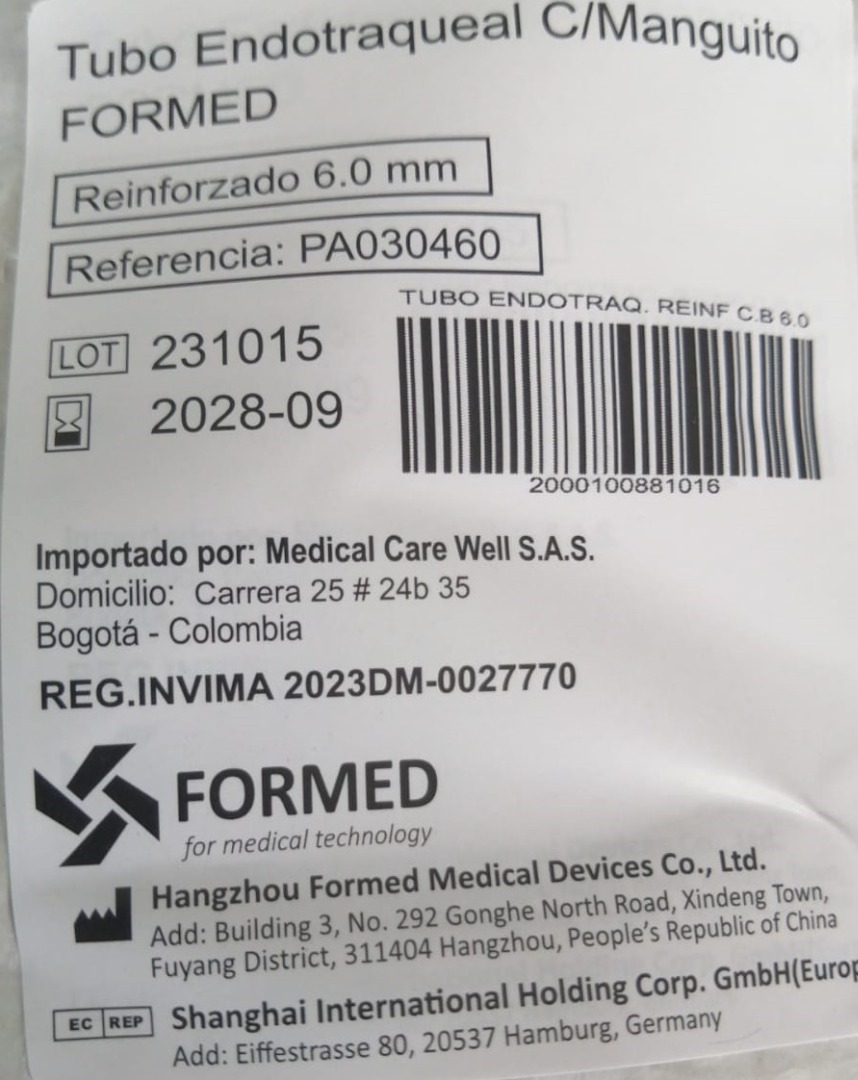 Tubo Endotraqueal C/Manguito
FORMED
Reinforzado 6.0 mm
Referencia: PA030460
TUBO ENDOTRAQ. REINF C.B 6.0
LOT 231015
2028-09
2000100881016
Importado por: Medical Care Well S.A.S.
Domicilio: Carrera 25 # 24b 35
Bogotá - Colombia
REG.INVIMA 2023DM-0027770
FORMED
for medical technology
Hangzhou Formed Medical Devices Co., Ltd.
Add: Building 3, No. 292 Gonghe North Road, Xindeng Town,
Fuyang District, 311404 Hangzhou, People's Republic of China
EC REP Shanghai International Holding Corp. GmbH(Europ
Add: Eiffestrasse 80, 20537 Hamburg, Germany